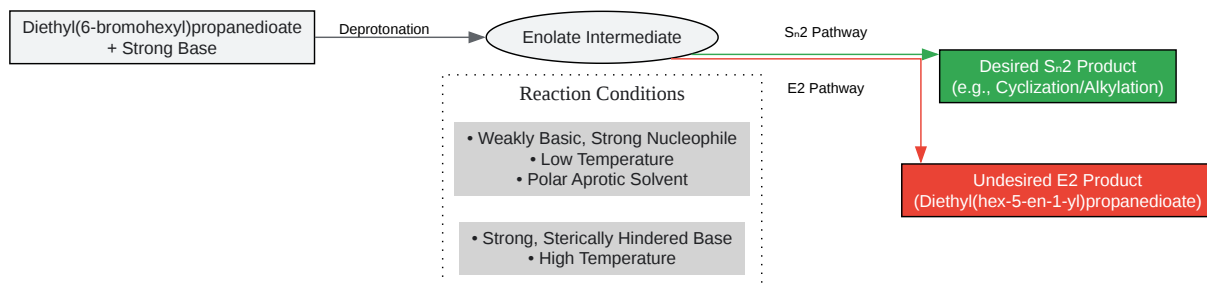 Diethyl(6-bromohexyl)propanedioate
+ Strong Base
Deprotonation
Enolate Intermediate
Sₙ2 Pathway
E2 Pathway
Desired Sₙ2 Product
(e.g., Cyclization/Alkylation)
Undesired E2 Product
(Diethyl(hex-5-en-1-yl)propanedioate)
Reaction Conditions
• Weakly Basic, Strong Nucleophile
• Low Temperature
• Polar Aprotic Solvent
• Strong, Sterically Hindered Base
• High Temperature